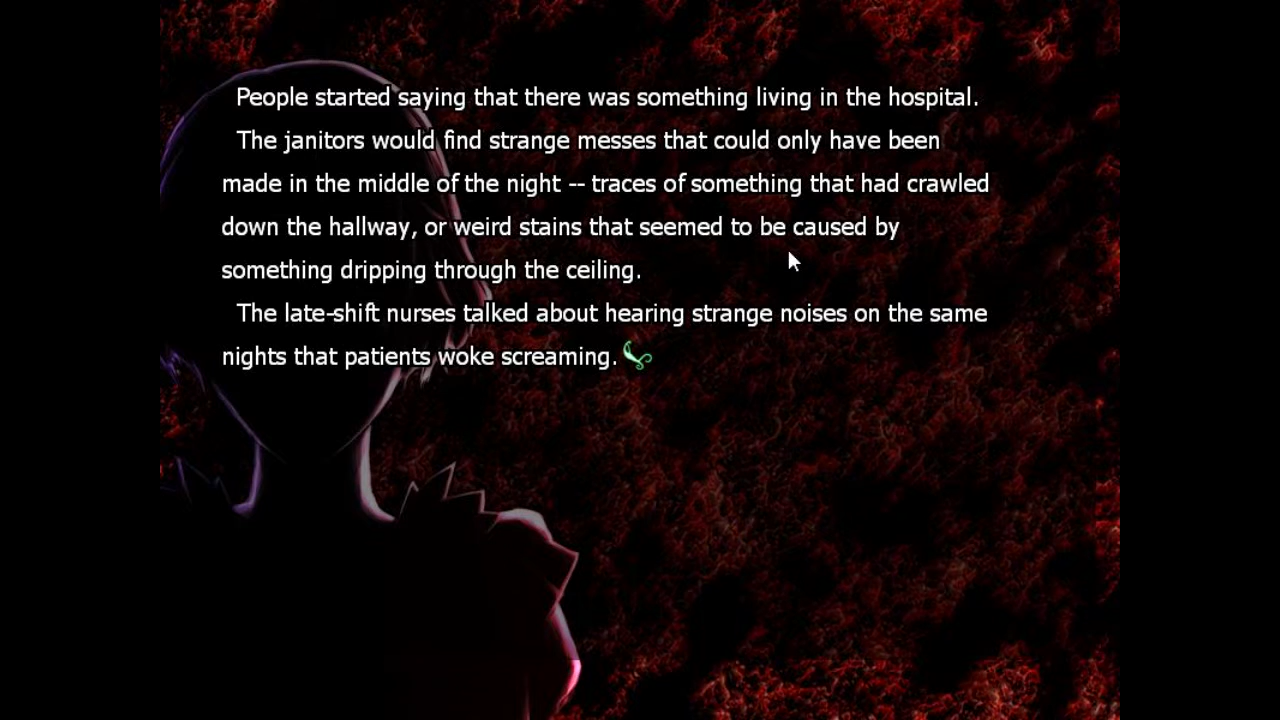 People started saying that there was something living in the hospital.
The janitors would find strange messes that could only have been
made in the middle of the night -- traces of something that had crawled
down the hallway, or weird stains that seemed to be caused by
something dripping through the ceiling.
The late-shift nurses talked about hearing strange noises on the same
nights that patients woke screaming.